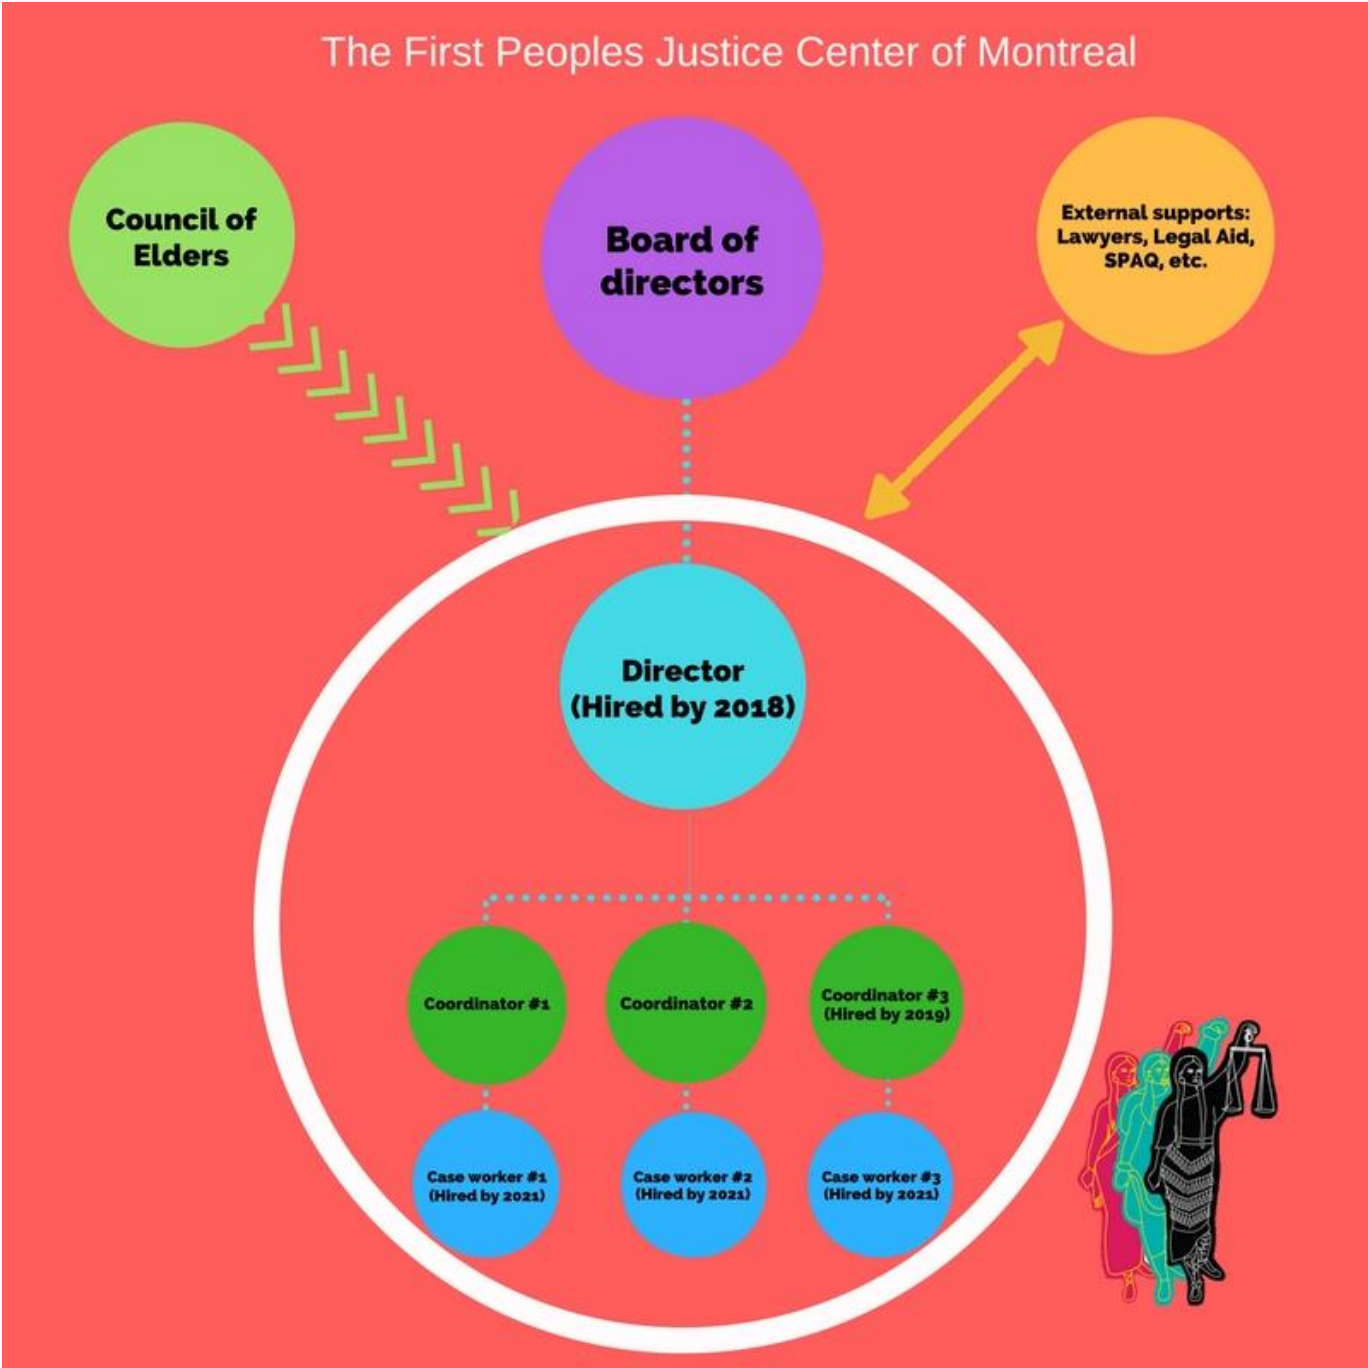 The First Peoples Justice Center of Montreal
Council of
Elders
Board of
directors
External supports:
Lawyers, Legal Aid,
SPAQ, etc.
Director
(Hired by 2018)
Coordinator #1
Coordinator #2
Coordinator #3
(Hired by 2019)
Case worker #1
(Hired by 2021)
Case worker #2
(Hired by 2021)
Case worker #3
(Hired by 2021)